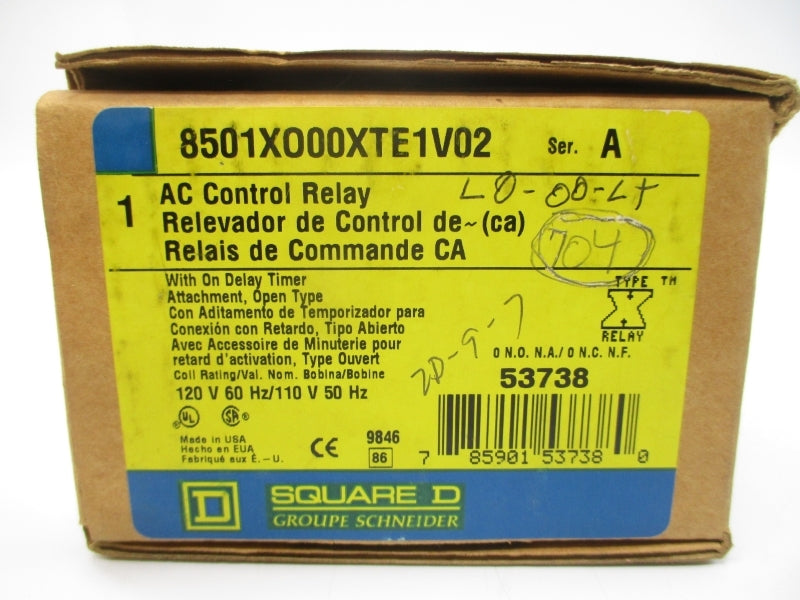 8501XO00XTE1V02 Ser. A
1
AC Control Relay
Relevador de Control de~(ca)
Relais de Commande CA
704
With On Delay Timer
Attachment, Open Type
Con Aditamento de Temporizador para
Conexión con Retardo, Tipo Abierto
Avec Accessoire de Minuterie pour
retard d'activation, Type Ouvert
Coil Rating/Val. Nom. Bobina/Bobine
120 V 60 Hz/110 V 50 Hz
TYPE TM
X
RELAY
0 N.O. N.A./0 N.C. N.F.
53738
UL SA
Made in USA
Hecho en EUA
Fabriqué aux É.-U.
CE
9846
86
7 85901 53738 0
D SQUARE D
GROUPE SCHNEIDER